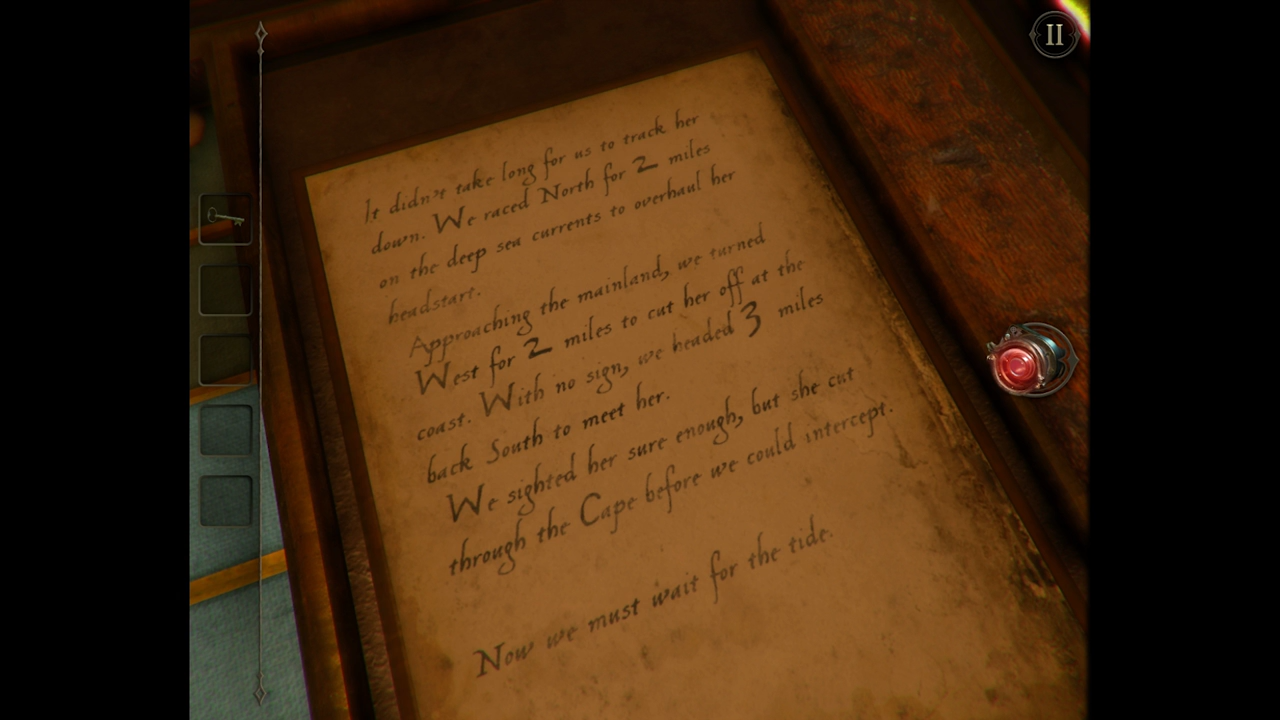 It didn't take long for us to track her
down. We raced North for 2 miles
on the deep sea currents to overhaul her
headstart.
Approaching the mainland, we turned
West for 2 miles to cut her off at the
coast. With no sign, we headed 3 miles
back South to meet her.
We sighted her sure enough, but she cut
through the Cape before we could intercept.
Now we must wait for the tide.